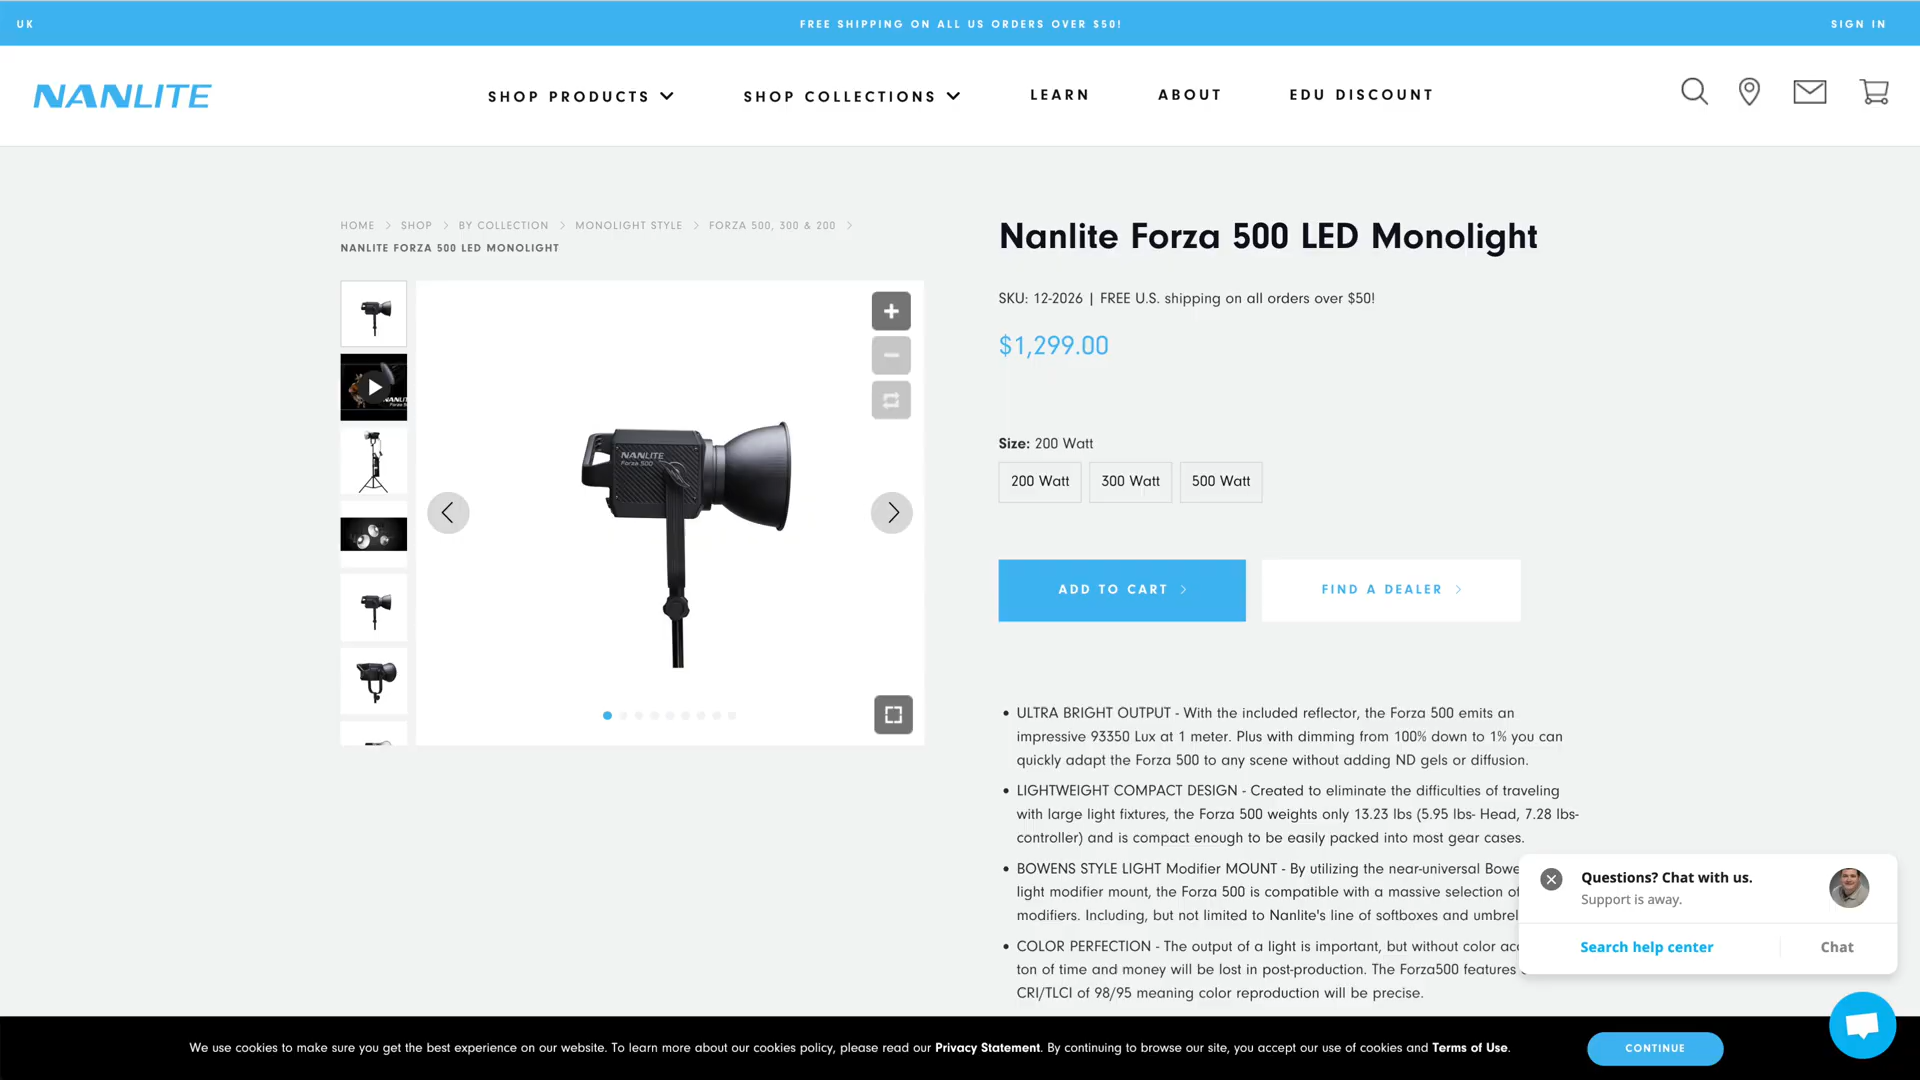 UK
FREE SHIPPING ON ALL US ORDERS OVER $50!
SIGN IN
NANLITE
SHOP PRODUCTS
SHOP COLLECTIONS
LEARN
ABOUT
EDU DISCOUNT
HOME > SHOP > BY COLLECTION > MONOLIGHT STYLE > FORZA 500, 300 & 200 >
NANLITE FORZA 500 LED MONOLIGHT
NANLITE
Forza 500
Nanlite Forza 500 LED Monolight
SKU: 12-2026 | FREE U.S. shipping on all orders over $50!
$1,299.00
Size: 200 Watt
200 Watt
300 Watt
500 Watt
ADD TO CART >
FIND A DEALER >
• ULTRA BRIGHT OUTPUT - With the included reflector, the Forza 500 emits an
impressive 93350 Lux at 1 meter. Plus with dimming from 100% down to 1% you can
quickly adapt the Forza 500 to any scene without adding ND gels or diffusion.
• LIGHTWEIGHT COMPACT DESIGN - Created to eliminate the difficulties of traveling
with large light fixtures, the Forza 500 weights only 13.23 lbs (5.95 lbs- Head, 7.28 lbs-
controller) and is compact enough to be easily packed into most gear cases.
• BOWENS STYLE LIGHT Modifier MOUNT - By utilizing the near-universal Bowe
light modifier mount, the Forza 500 is compatible with a massive selection of
modifiers. Including, but not limited to Nanlite's line of softboxes and umbrel
• COLOR PERFECTION - The output of a light is important, but without color acc
ton of time and money will be lost in post-production. The Forza500 features
CRI/TLCI of 98/95 meaning color reproduction will be precise.
Questions? Chat with us.
Support is away.
Search help center
Chat
We use cookies to make sure you get the best experience on our website. To learn more about our cookies policy, please read our Privacy Statement. By continuing to browse our site, you accept our use of cookies and Terms of Use.
CONTINUE